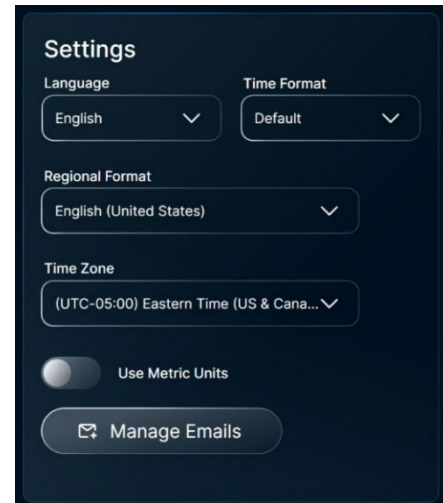 Settings
Language
Time Format
English
Default
Regional Format
English (United States)
Time Zone
(UTC-05:00) Eastern Time (US & Cana...
Use Metric Units
Manage Emails